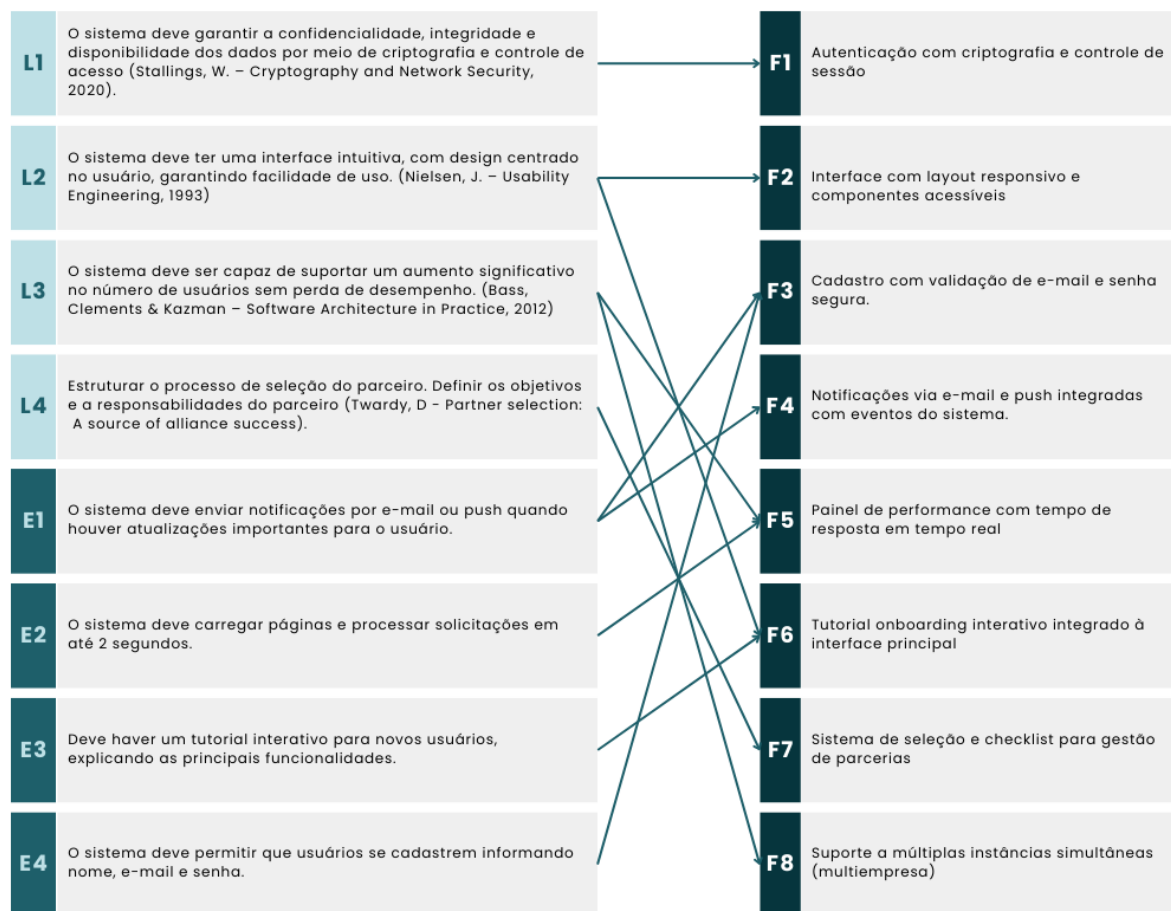 L1
O sistema deve garantir a confidencialidade, integridade e
disponibilidade dos dados por meio de criptografia e controle de
acesso (Stallings, W. – Cryptography and Network Security,
2020).
F1
Autenticação com criptografia e controle de
sessão
L2
O sistema deve ter uma interface intuitiva, com design centrado
no usuário, garantindo facilidade de uso. (Nielsen, J. – Usability
Engineering, 1993)
F2
Interface com layout responsivo e
componentes acessíveis
L3
O sistema deve ser capaz de suportar um aumento significativo
no número de usuários sem perda de desempenho. (Bass,
Clements & Kazman – Software Architecture in Practice, 2012)
F3
Cadastro com validação de e-mail e senha
segura.
L4
Estruturar o processo de seleção do parceiro. Definir os objetivos
e a responsabilidades do parceiro (Twardy, D - Partner selection:
A source of alliance success).
F4
Notificações via e-mail e push integradas
com eventos do sistema.
E1
O sistema deve enviar notificações por e-mail ou push quando
houver atualizações importantes para o usuário.
F5
Painel de performance com tempo de
resposta em tempo real
E2
O sistema deve carregar páginas e processar solicitações em
até 2 segundos.
F6
Tutorial onboarding interativo integrado à
interface principal
E3
Deve haver um tutorial interativo para novos usuários,
explicando as principais funcionalidades.
F7
Sistema de seleção e checklist para gestão
de parcerias
E4
O sistema deve permitir que usuários se cadastrem informando
nome, e-mail e senha.
F8
Suporte a múltiplas instâncias simultâneas
(multiempresa)